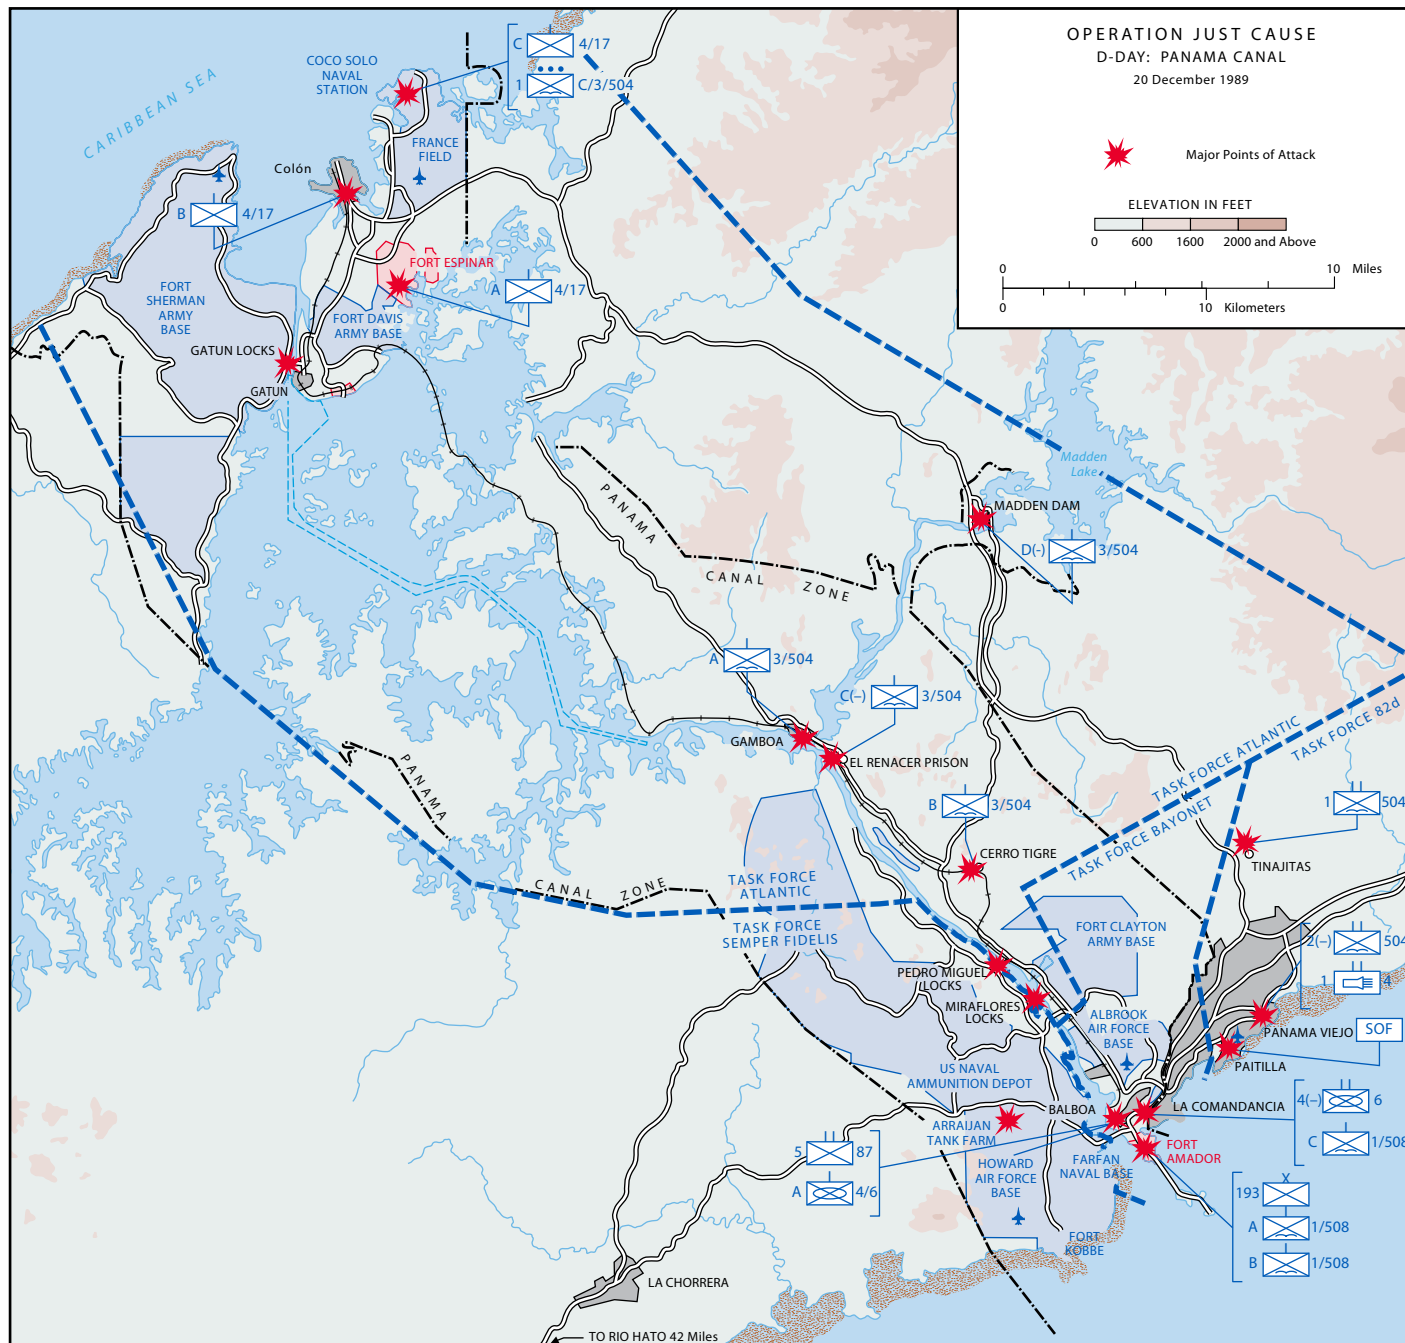 OPERATION JUST CAUSE
D-DAY: PANAMA CANAL
20 December 1989
Major Points of Attack
ELEVATION IN FEET
0 600 1600 2000 and Above
0 10 Miles
0 10 Kilometers
CARIBBEAN SEA
COCO SOLO
NAVAL
STATION
C 4/17
1 C/3/504
FRANCE
FIELD
Colón
B 4/17
FORT ESPINAR
A 4/17
FORT
SHERMAN
ARMY
BASE
FORT DAVIS
ARMY BASE
GATUN LOCKS
GATUN
Madden
Lake
MADDEN DAM
D(-) 3/504
PANAMA
CANAL ZONE
A 3/504
C(–) 3/504
GAMBOA
EL RENACER PRISON
B 3/504
CERRO TIGRE
TASK FORCE ATLANTIC
TASK FORCE 82d
TASK FORCE BAYONET
1 504
TINAJITAS
PANAMA
CANAL ZONE
TASK FORCE
ATLANTIC
TASK FORCE
SEMPER FIDELIS
FORT CLAYTON
ARMY BASE
2(–) 504
1 4
PEDRO MIGUEL
LOCKS
MIRAFLORES
LOCKS
ALBROOK
AIR FORCE
BASE
PANAMA VIEJO
SOF
PAITILLA
US NAVAL
AMMUNITION DEPOT
BALBOA
LA COMANDANCIA
4(–) 6
C 1/508
ARRAIJAN
TANK FARM
5 87
A 4/6
HOWARD
AIR FORCE
BASE
FARFAN
NAVAL BASE
FORT
AMADOR
X
193
A 1/508
B 1/508
FORT
KOBBE
LA CHORRERA
TO RIO HATO 42 Miles